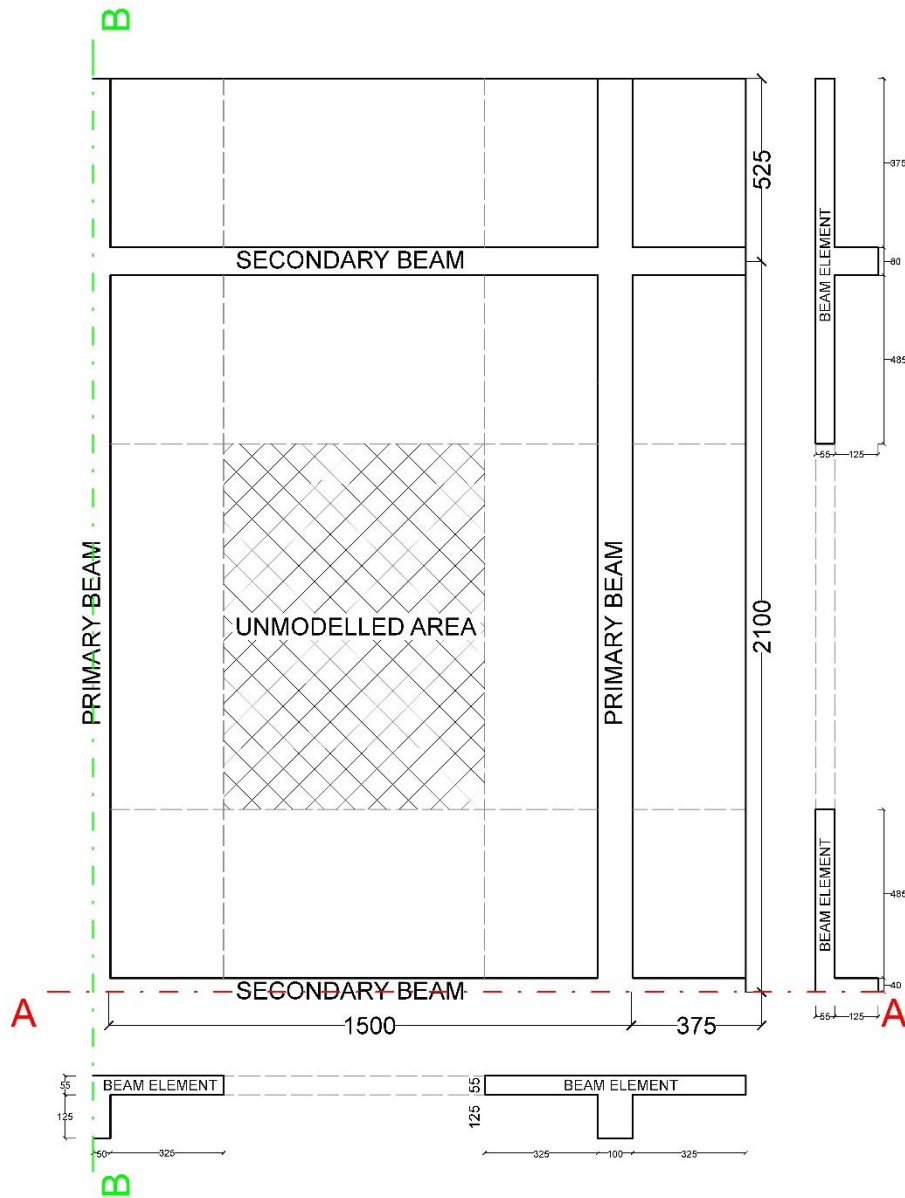 B
525
375
BEAM ELEMENT
SECONDARY BEAM
80
485
55
125
PRIMARY BEAM
PRIMARY BEAM
UNMODELLED AREA
2100
BEAM ELEMENT
485
40
A
SECONDARY BEAM
A
1500
375
55
125
55
BEAM ELEMENT
55
BEAM ELEMENT
125
125
50
325
325
100
325
B